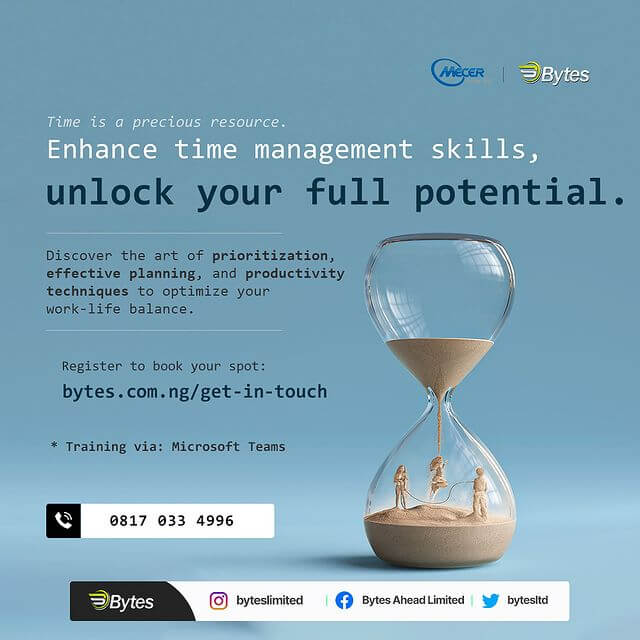 MECER | Bytes
Time is a precious resource.
Enhance time management skills,
unlock your full potential.
Discover the art of prioritization,
effective planning, and productivity
techniques to optimize your
work-life balance.
Register to book your spot:
bytes.com.ng/get-in-touch
* Training via: Microsoft Teams
0817 033 4996
Bytes byteslimited | Bytes Ahead Limited | bytesltd